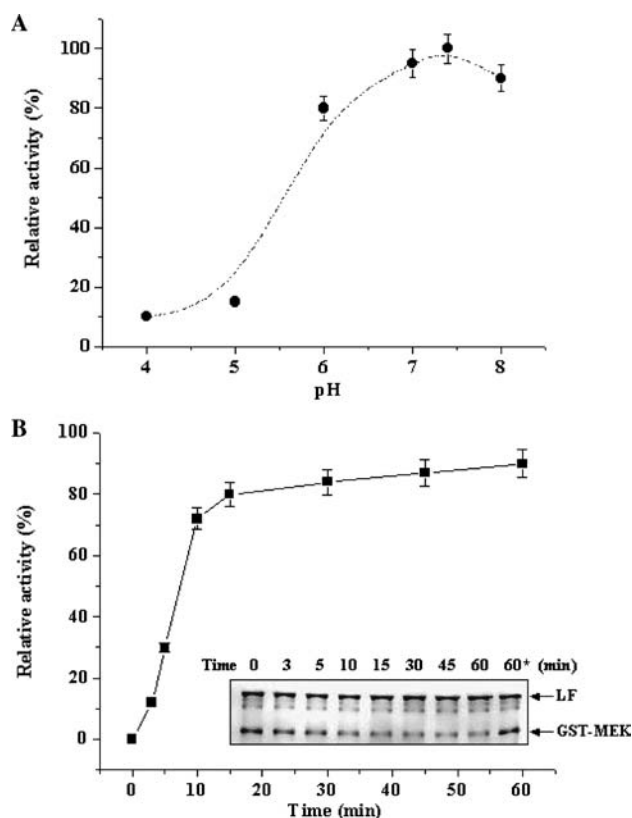 A
Relative activity (%)
100
80
60
40
20
0
4 5 6 7 8
pH
B
Relative activity (%)
100
80
60
40
20
0
Time 0 3 5 10 15 30 45 60 60* (min)
LF
GST-MEK
0 10 20 30 40 50 60
Time (min)